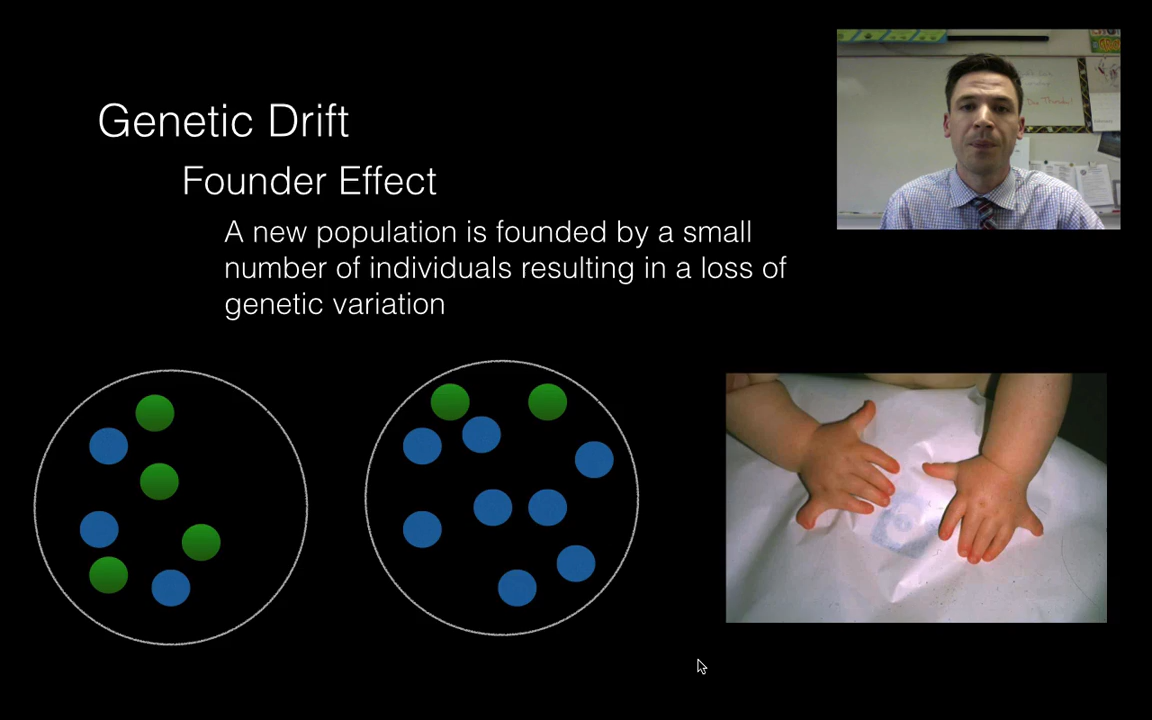 Genetic Drift
Founder Effect
A new population is founded by a small
number of individuals resulting in a loss of
genetic variation